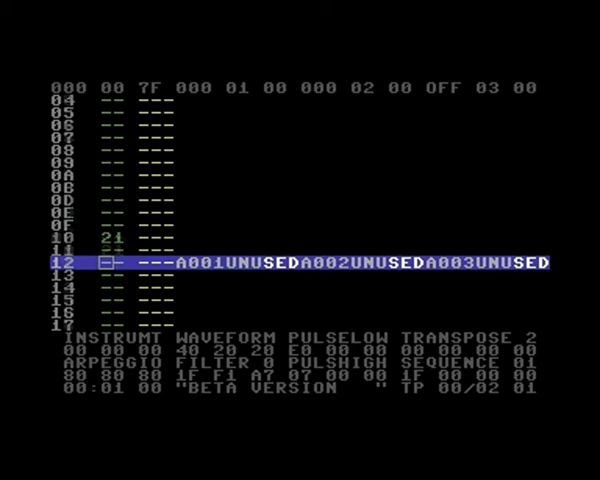 000 00 7F 000 01 00 000 02 00 OFF 03 00
04 -- ---
05 -- ---
06 -- ---
07 -- ---
08 -- ---
09 -- ---
0A -- ---
0B -- ---
0D -- ---
0E -- ---
0F -- ---
10 21 ---
11 ---
12 -- ---A001UNUSEDA002UNUSEDA003UNUSED
13 -- ---
14 -- ---
15 -- ---
16 -- ---
17 -- ---
INSTRUMT WAVEFORM PULSELOW TRANSPOSE 2
00 00 00 40 20 20 E0 00 00 00 00 00 00
ARPEGGIO FILTER 0 PULSHIGH SEQUENCE 01
80 80 80 1F F1 A7 07 00 00 1F 00 00 00
00:01 00 "BETA VERSION " TP 00/02 01